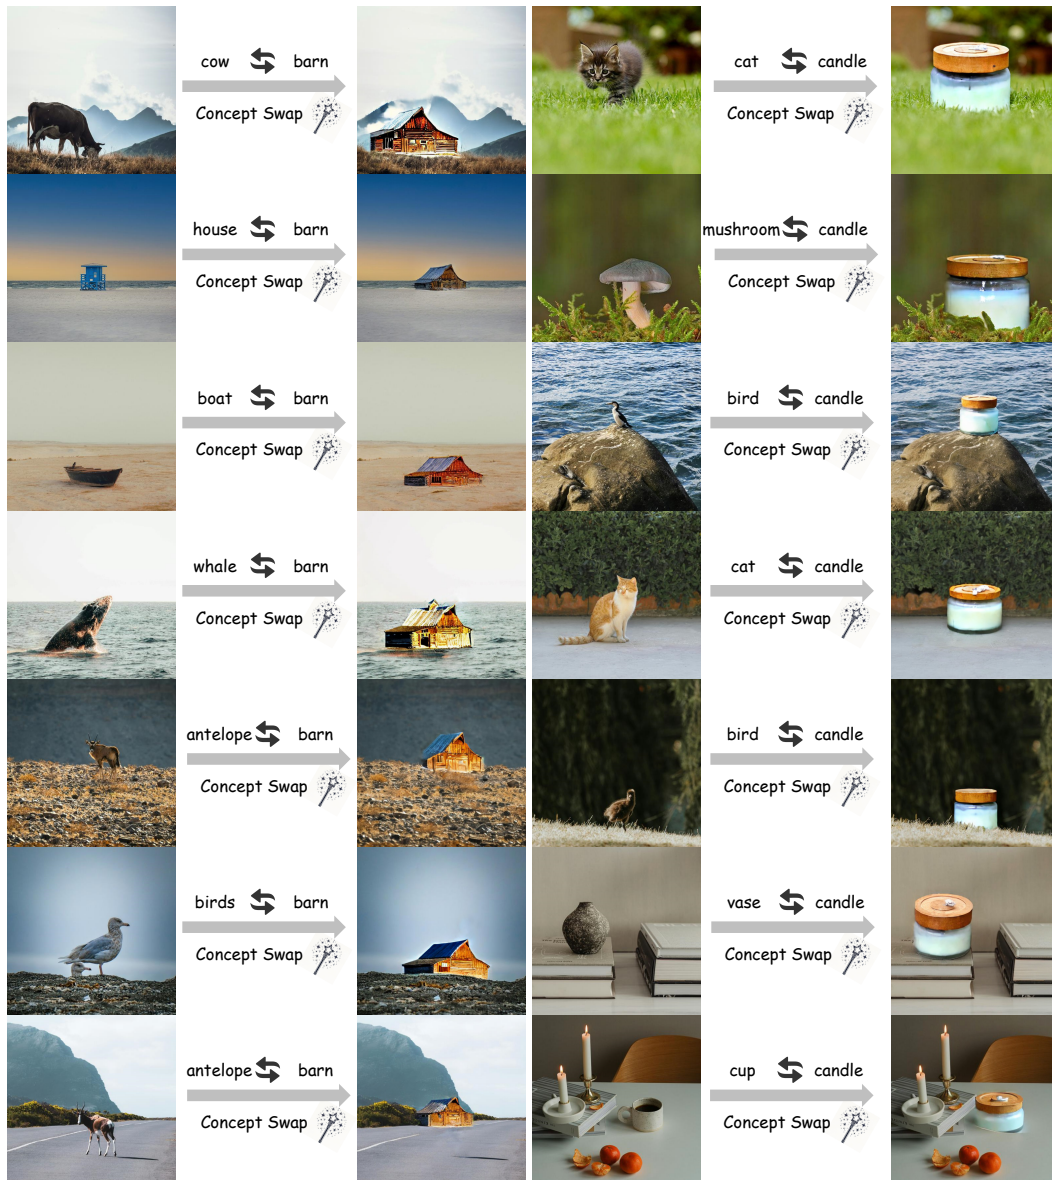 cow barn
Concept Swap
cat candle
Concept Swap
house barn
Concept Swap
mushroom candle
Concept Swap
boat barn
Concept Swap
bird candle
Concept Swap
whale barn
Concept Swap
cat candle
Concept Swap
antelope barn
Concept Swap
bird candle
Concept Swap
birds barn
Concept Swap
vase candle
Concept Swap
antelope barn
Concept Swap
cup candle
Concept Swap